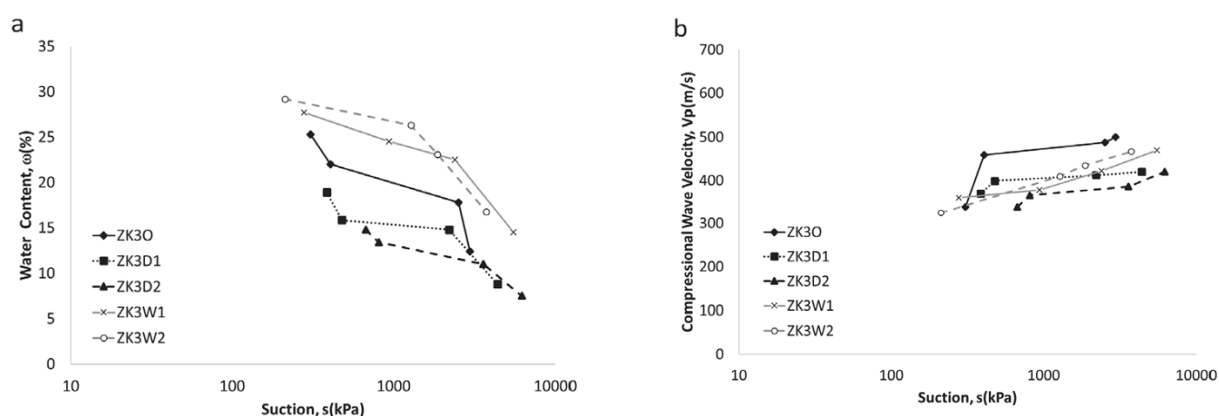 a
35
30
25
20
15
10
5
0
Water Content, ω(%)
ZK3O
ZK3D1
ZK3D2
ZK3W1
ZK3W2
10
100
1000
10000
Suction, s(kPa)
b
700
600
500
400
300
200
100
0
Compressional Wave Velocity, Vp(m/s)
ZK3O
ZK3D1
ZK3D2
ZK3W1
ZK3W2
10
100
1000
10000
Suction, s(kPa)